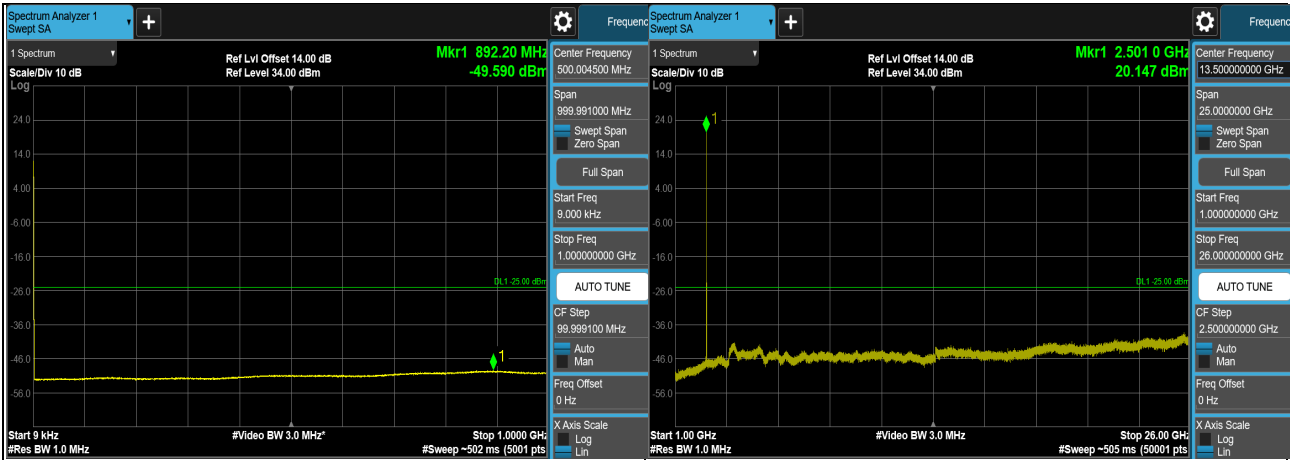 Spectrum Analyzer 1
Swept SA
+
Frequenc
1 Spectrum
Scale/Div 10 dB
Log
Ref Lvl Offset 14.00 dB
Ref Level 34.00 dBm
Mkr1 892.20 MHz
-49.590 dBm
24.0
14.0
4.00
-6.00
-16.0
-26.0
-36.0
-46.0
-56.0
DL1 -25.00 dBm
1
Start 9 kHz
#Res BW 1.0 MHz
#Video BW 3.0 MHz*
Stop 1.0000 GHz
#Sweep ~502 ms (5001 pts
Center Frequency
500.004500 MHz
Span
999.991000 MHz
Swept Span
Zero Span
Full Span
Start Freq
9.000 kHz
Stop Freq
1.000000000 GHz
AUTO TUNE
CF Step
99.999100 MHz
Auto
Man
Freq Offset
0 Hz
X Axis Scale
Log
Lin
Spectrum Analyzer 1
Swept SA
+
Frequenc
1 Spectrum
Scale/Div 10 dB
Log
Ref Lvl Offset 14.00 dB
Ref Level 34.00 dBm
Mkr1 2.501 0 GHz
20.147 dBm
24.0
14.0
4.00
-6.00
-16.0
-26.0
-36.0
-46.0
-56.0
DL1 -25.00 dBm
1
Start 1.00 GHz
#Res BW 1.0 MHz
#Video BW 3.0 MHz
Stop 26.00 GHz
#Sweep ~505 ms (50001 pts
Center Frequency
13.500000000 GHz
Span
25.0000000 GHz
Swept Span
Zero Span
Full Span
Start Freq
1.000000000 GHz
Stop Freq
26.000000000 GHz
AUTO TUNE
CF Step
2.500000000 GHz
Auto
Man
Freq Offset
0 Hz
X Axis Scale
Log
Lin